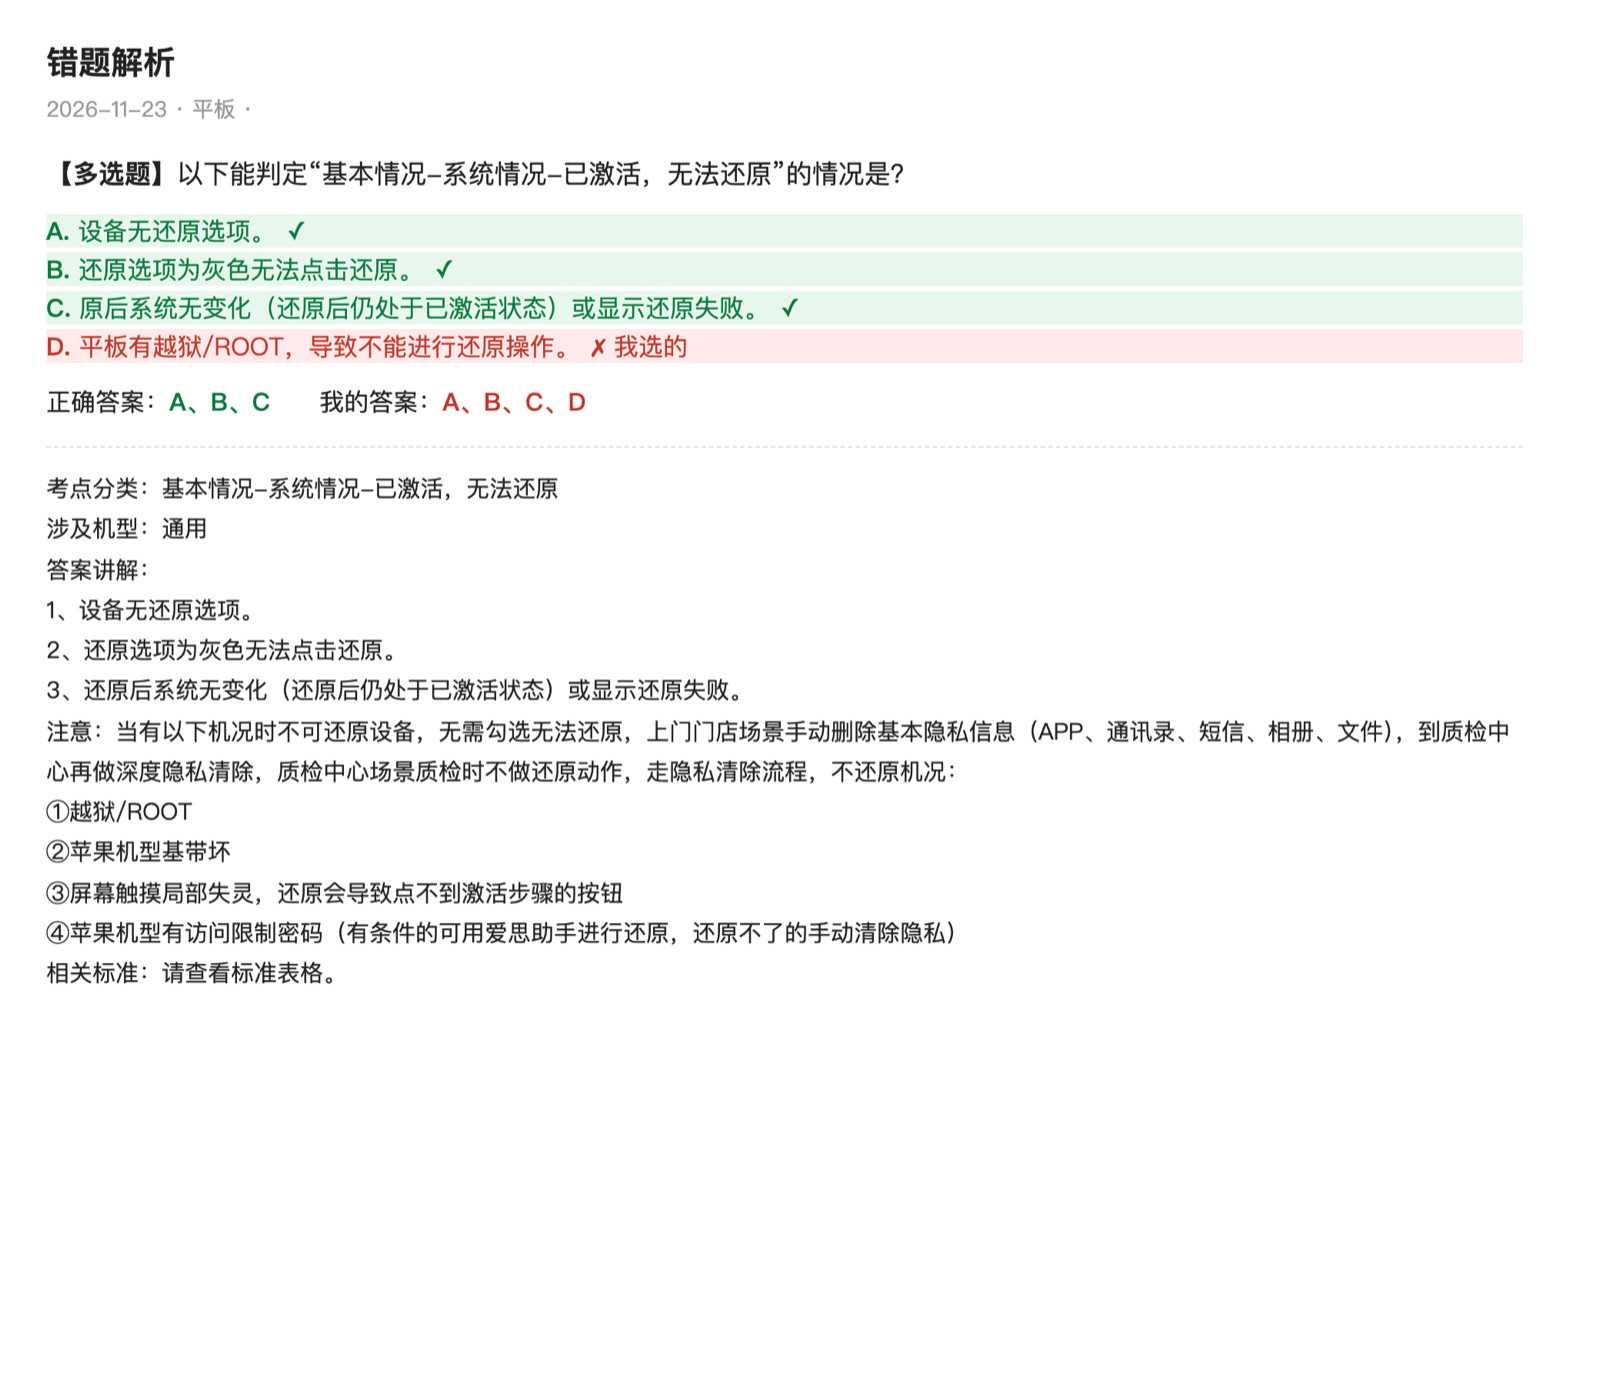 错题解析
2026-11-23 · 平板 ·
【多选题】以下能判定“基本情况-系统情况-已激活，无法还原”的情况是？
A. 设备无还原选项。 ✓
B. 还原选项为灰色无法点击还原。 ✓
C. 原后系统无变化（还原后仍处于已激活状态）或显示还原失败。 ✓
D. 平板有越狱/ROOT，导致不能进行还原操作。 ✗ 我选的
正确答案：A、B、C 我的答案：A、B、C、D
考点分类：基本情况-系统情况-已激活，无法还原
涉及机型：通用
答案讲解：
1、设备无还原选项。
2、还原选项为灰色无法点击还原。
3、还原后系统无变化（还原后仍处于已激活状态）或显示还原失败。
注意：当有以下机况时不可还原设备，无需勾选无法还原，上门门店场景手动删除基本隐私信息（APP、通讯录、短信、相册、文件），到质检中
心再做深度隐私清除，质检中心场景质检时不做还原动作，走隐私清除流程，不还原机况：
①越狱/ROOT
②苹果机型基带坏
③屏幕触摸局部失灵，还原会导致点不到激活步骤的按钮
④苹果机型有访问限制密码（有条件的可用爱思助手进行还原，还原不了的手动清除隐私）
相关标准：请查看标准表格。